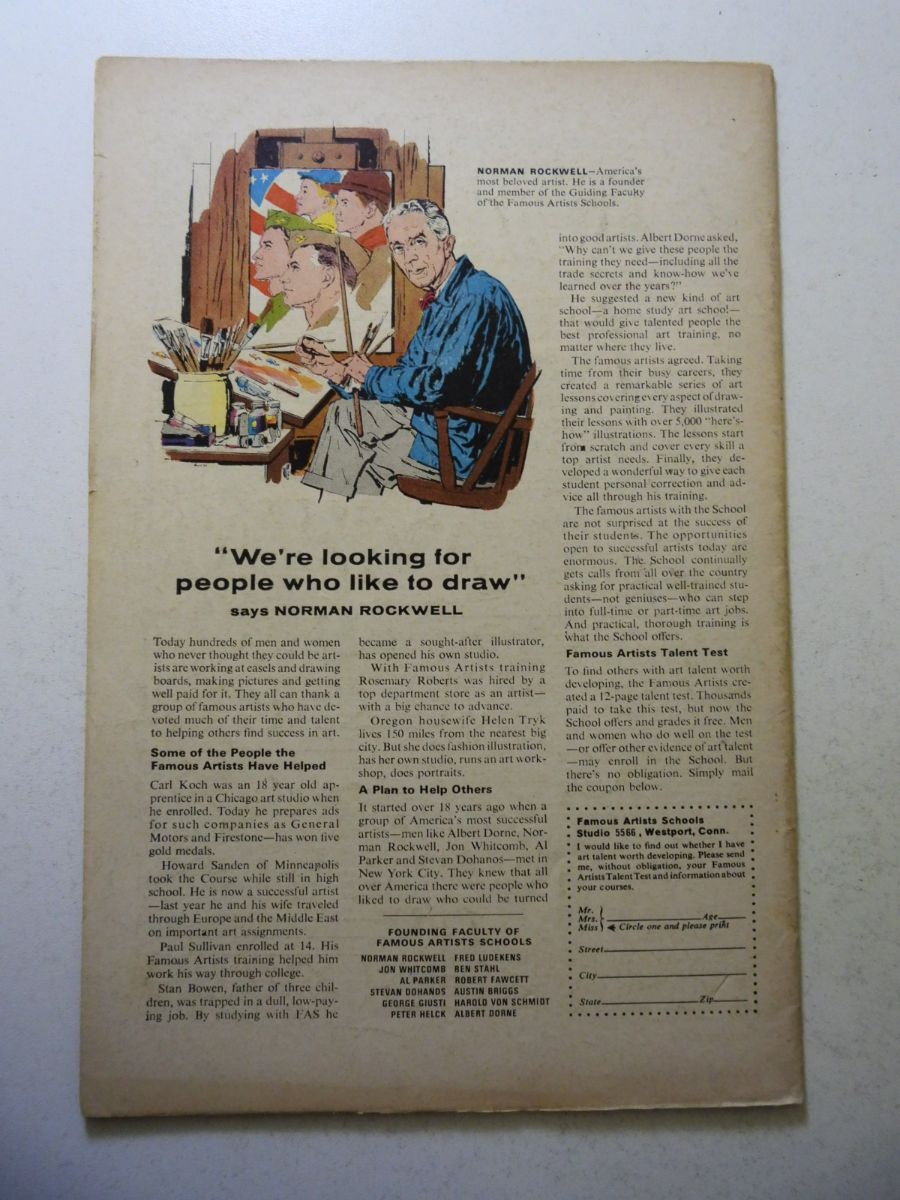 NORMAN ROCKWELL—America's
most beloved artist. He is a founder
and member of the Guiding Faculty
of the Famous Artists Schools.
"We're looking for
people who like to draw"
says NORMAN ROCKWELL
Today hundreds of men and women
who never thought they could be art-
ists are working at easels and drawing
boards, making pictures and getting
well paid for it. They all can thank a
group of famous artists who have de-
voted much of their time and talent
to helping others find success in art.
Some of the People the
Famous Artists Have Helped
Carl Koch was an 18 year old ap-
prentice in a Chicago art studio when
he enrolled. Today he prepares ads
for such companies as General
Motors and Firestone—has won five
gold medals.
Howard Sanden of Minneapolis
took the Course while still in high
school. He is now a successful artist
—last year he and his wife traveled
through Europe and the Middle East
on important art assignments.
Paul Sullivan enrolled at 14. His
Famous Artists training helped him
work his way through college.
Stan Bowen, father of three chil-
dren, was trapped in a dull, low-pay-
ing job. By studying with FAS he
became a sought-after illustrator,
has opened his own studio.
With Famous Artists training
Rosemary Roberts was hired by a
top department store as an artist—
with a big chance to advance.
Oregon housewife Helen Tryk
lives 150 miles from the nearest big
city. But she does fashion illustration,
has her own studio, runs an art work-
shop, does portraits.
A Plan to Help Others
It started over 18 years ago when a
group of America's most successful
artists—men like Albert Dorne, Nor-
man Rockwell, Jon Whitcomb, Al
Parker and Stevan Dohanos—met in
New York City. They knew that all
over America there were people who
liked to draw who could be turned
into good artists. Albert Dorne asked,
"Why can't we give these people the
training they need—including all the
trade secrets and know-how we've
learned over the years?"
He suggested a new kind of art
school—a home study art school—
that would give talented people the
best professional art training, no
matter where they live.
The famous artists agreed. Taking
time from their busy careers, they
created a remarkable series of art
lessons covering every aspect of draw-
ing and painting. They illustrated
their lessons with over 5,000 "here's-
how" illustrations. The lessons start
from scratch and cover every skill a
top artist needs. Finally, they de-
veloped a wonderful way to give each
student personal correction and ad-
vice all through his training.
The famous artists with the School
are not surprised at the success of
their students. The opportunities
open to successful artists today are
enormous. The School continually
gets calls from all over the country
asking for practical well-trained stu-
dents—not geniuses—who can step
into full-time or part-time art jobs.
And practical, thorough training is
what the School offers.
Famous Artists Talent Test
To find others with art talent worth
developing, the Famous Artists cre-
ated a 12-page talent test. Thousands
paid to take this test, but now the
School offers and grades it free. Men
and women who do well on the test
—or offer other evidence of art talent
—may enroll in the School. But
there's no obligation. Simply mail
the coupon below.
FOUNDING FACULTY OF
FAMOUS ARTISTS SCHOOLS
NORMAN ROCKWELL FRED LUDEKENS
JON WHITCOMB BEN STAHL
AL PARKER ROBERT FAWCETT
STEVAN DOHANOS AUSTIN BRIGGS
GEORGE GIUSTI HAROLD VON SCHMIDT
PETER HELCK ALBERT DORNE
Famous Artists Schools
Studio 5566, Westport, Conn.
I would like to find out whether I have
art talent worth developing. Please send
me, without obligation, your Famous
Artists Talent Test and information about
your courses.
Mr.
Mrs. Age
Miss Circle one and please print
Street
City
State Zip